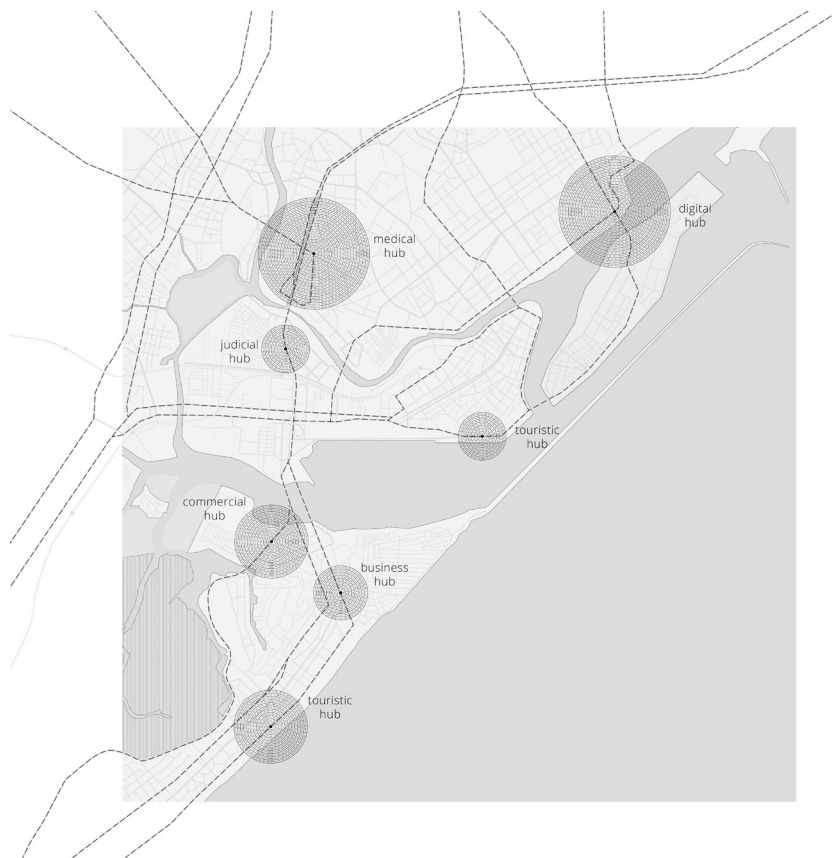 digital
hub
medical
hub
judicial
hub
touristic
hub
commercial
hub
business
hub
touristic
hub